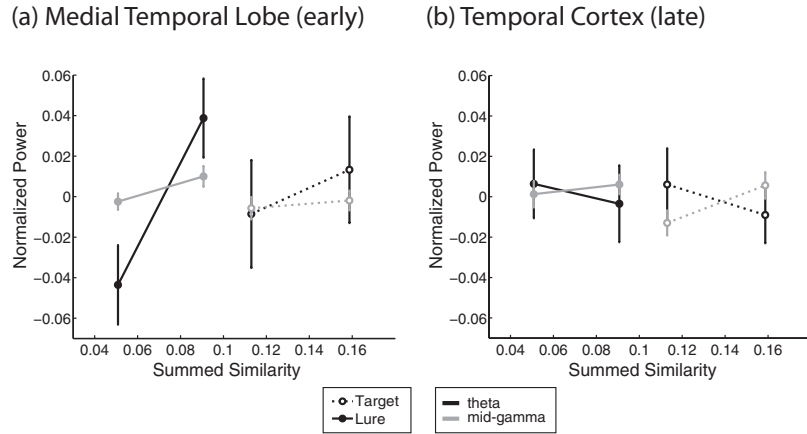 (a) Medial Temporal Lobe (early)
(b) Temporal Cortex (late)
Normalized Power
0.06
0.04
0.02
0
−0.02
−0.04
−0.06
0.04 0.06 0.08 0.1 0.12 0.14 0.16
Summed Similarity
Normalized Power
0.06
0.04
0.02
0
−0.02
−0.04
−0.06
0.04 0.06 0.08 0.1 0.12 0.14 0.16
Summed Similarity
Target
Lure
theta
mid-gamma